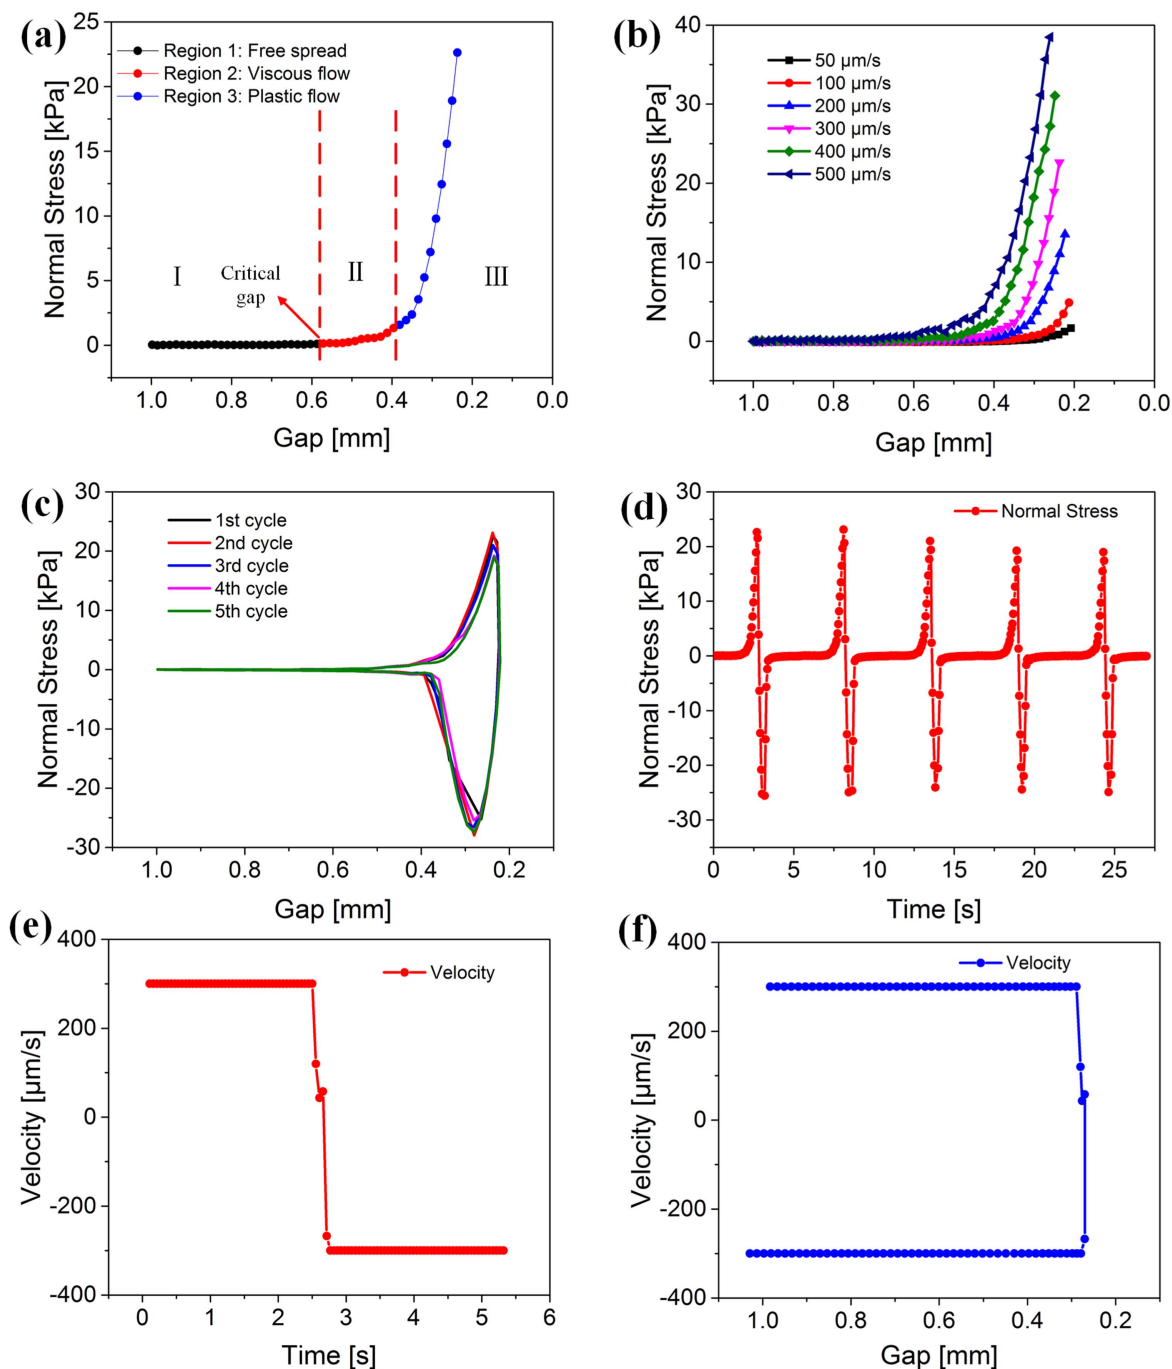 (a)
25
20
15
10
5
0
Normal Stress [kPa]
Region 1: Free spread
Region 2: Viscous flow
Region 3: Plastic flow
I
II
III
Critical
gap
1.0 0.8 0.6 0.4 0.2 0.0
Gap [mm]
(b)
40
30
20
10
0
Normal Stress [kPa]
50 µm/s
100 µm/s
200 µm/s
300 µm/s
400 µm/s
500 µm/s
1.0 0.8 0.6 0.4 0.2 0.0
Gap [mm]
(c)
30
20
10
0
-10
-20
-30
Normal Stress [kPa]
1st cycle
2nd cycle
3rd cycle
4th cycle
5th cycle
1.0 0.8 0.6 0.4 0.2
Gap [mm]
(d)
30
20
10
0
-10
-20
-30
Normal Stress [kPa]
Normal Stress
0 5 10 15 20 25
Time [s]
(e)
400
200
0
-200
-400
Velocity [µm/s]
Velocity
0 1 2 3 4 5 6
Time [s]
(f)
400
200
0
-200
-400
Velocity [µm/s]
Velocity
1.0 0.8 0.6 0.4 0.2
Gap [mm]